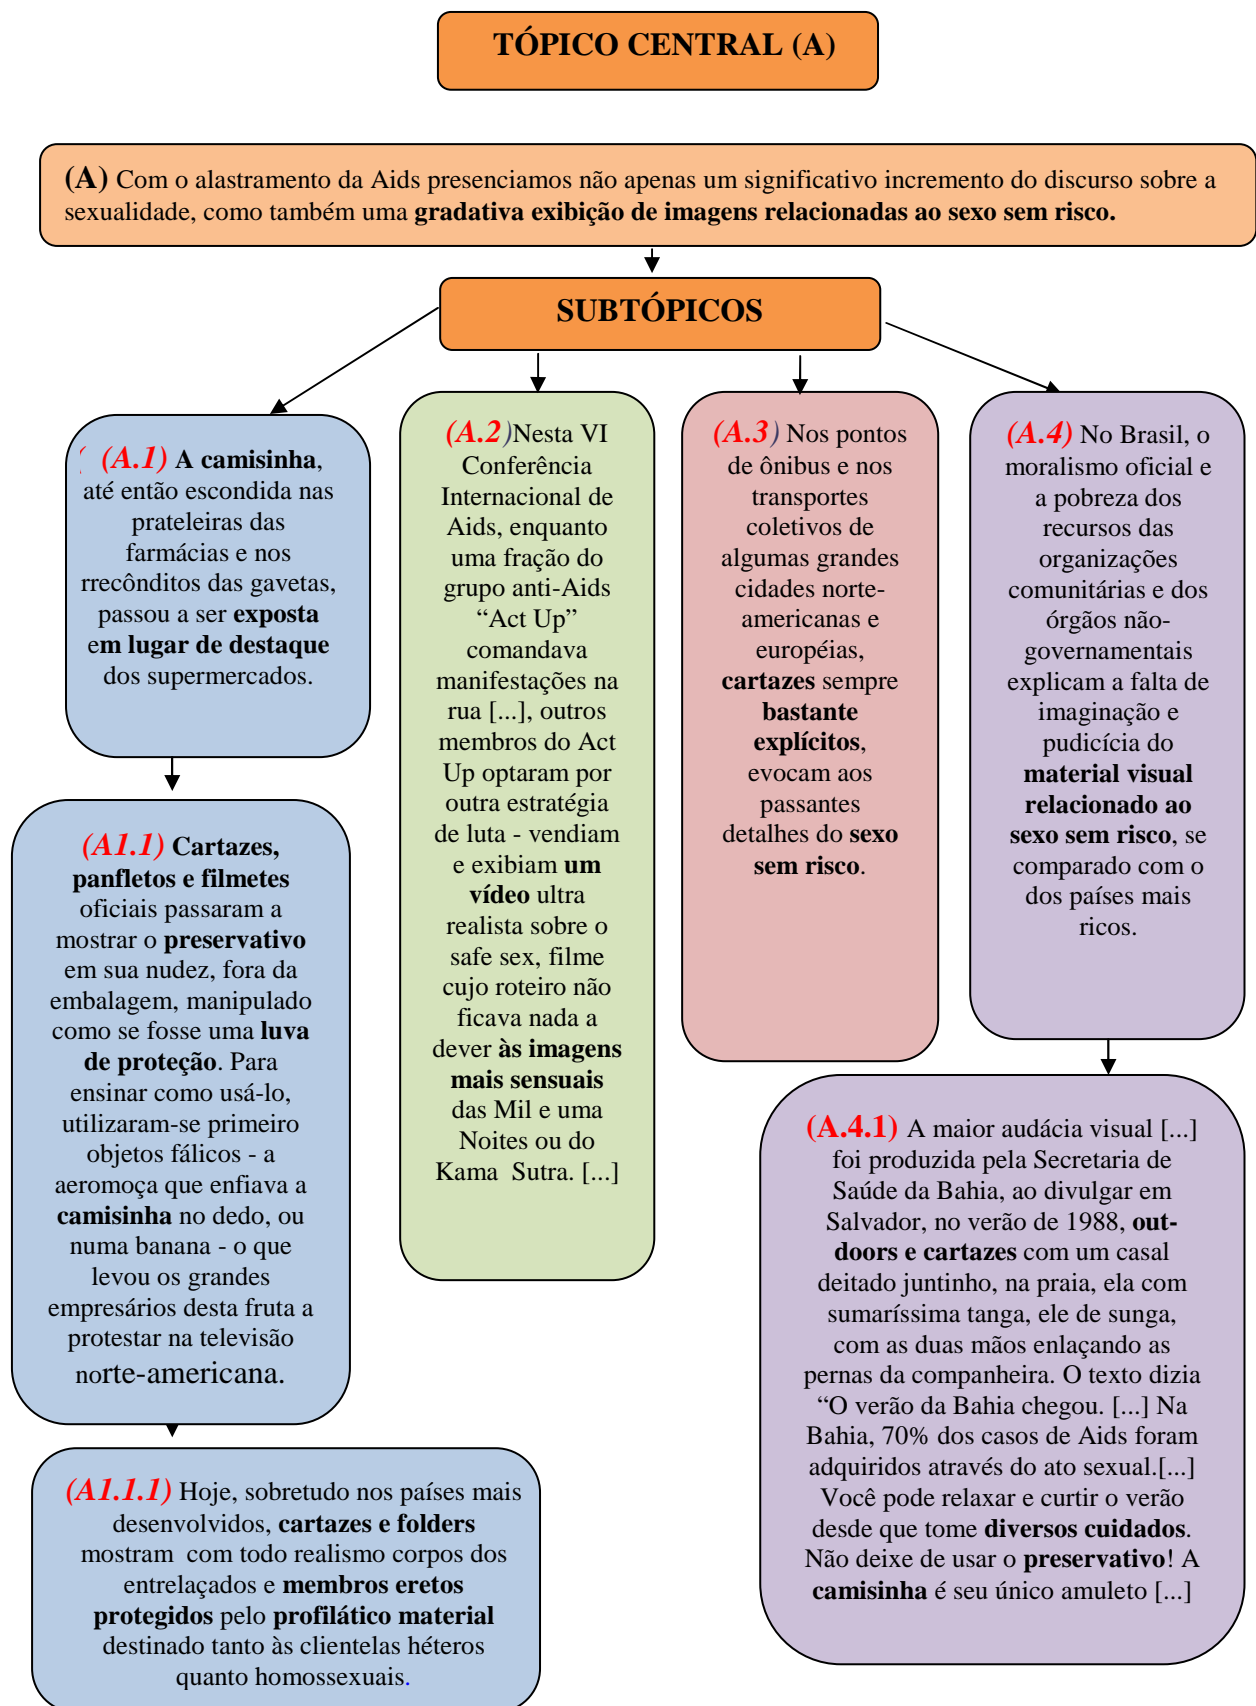 TÓPICO CENTRAL (A)
(A) Com o alastramento da Aids presenciamos não apenas um significativo incremento do discurso sobre a
sexualidade, como também uma gradativa exibição de imagens relacionadas ao sexo sem risco.
SUBTÓPICOS
( (A.1) A camisinha,
até então escondida nas
prateleiras das
farmácias e nos
rrecônditos das gavetas,
passou a ser exposta
em lugar de destaque
dos supermercados.
(A1.1) Cartazes,
panfletos e filmetes
oficiais passaram a
mostrar o preservativo
em sua nudez, fora da
embalagem, manipulado
como se fosse uma luva
de proteção. Para
ensinar como usá-lo,
utilizaram-se primeiro
objetos fálicos - a
aeromoça que enfiava a
camisinha no dedo, ou
numa banana - o que
levou os grandes
empresários desta fruta a
protestar na televisão
norte-americana.
(A1.1.1) Hoje, sobretudo nos países mais
desenvolvidos, cartazes e folders
mostram com todo realismo corpos dos
entrelaçados e membros eretos
protegidos pelo profilático material
destinado tanto às clientelas héteros
quanto homossexuais.
(A.2)Nesta VI
Conferência
Internacional de
Aids, enquanto
uma fração do
grupo anti-Aids
“Act Up”
comandava
manifestações na
rua [...], outros
membros do Act
Up optaram por
outra estratégia
de luta - vendiam
e exibiam um
vídeo ultra
realista sobre o
safe sex, filme
cujo roteiro não
ficava nada a
dever às imagens
mais sensuais
das Mil e uma
Noites ou do
Kama Sutra. [...]
(A.3) Nos pontos
de ônibus e nos
transportes
coletivos de
algumas grandes
cidades norte-
americanas e
européias,
cartazes sempre
bastante
explícitos,
evocam aos
passantes
detalhes do sexo
sem risco.
(A.4) No Brasil, o
moralismo oficial e
a pobreza dos
recursos das
organizações
comunitárias e dos
órgãos não-
governamentais
explicam a falta de
imaginação e
pudicícia do
material visual
relacionado ao
sexo sem risco, se
comparado com o
dos países mais
ricos.
(A.4.1) A maior audácia visual [...]
foi produzida pela Secretaria de
Saúde da Bahia, ao divulgar em
Salvador, no verão de 1988, out-
doors e cartazes com um casal
deitado juntinho, na praia, ela com
sumaríssima tanga, ele de sunga,
com as duas mãos enlaçando as
pernas da companheira. O texto dizia
“O verão da Bahia chegou. [...] Na
Bahia, 70% dos casos de Aids foram
adquiridos através do ato sexual.[...]
Você pode relaxar e curtir o verão
desde que tome diversos cuidados.
Não deixe de usar o preservativo! A
camisinha é seu único amuleto [...]